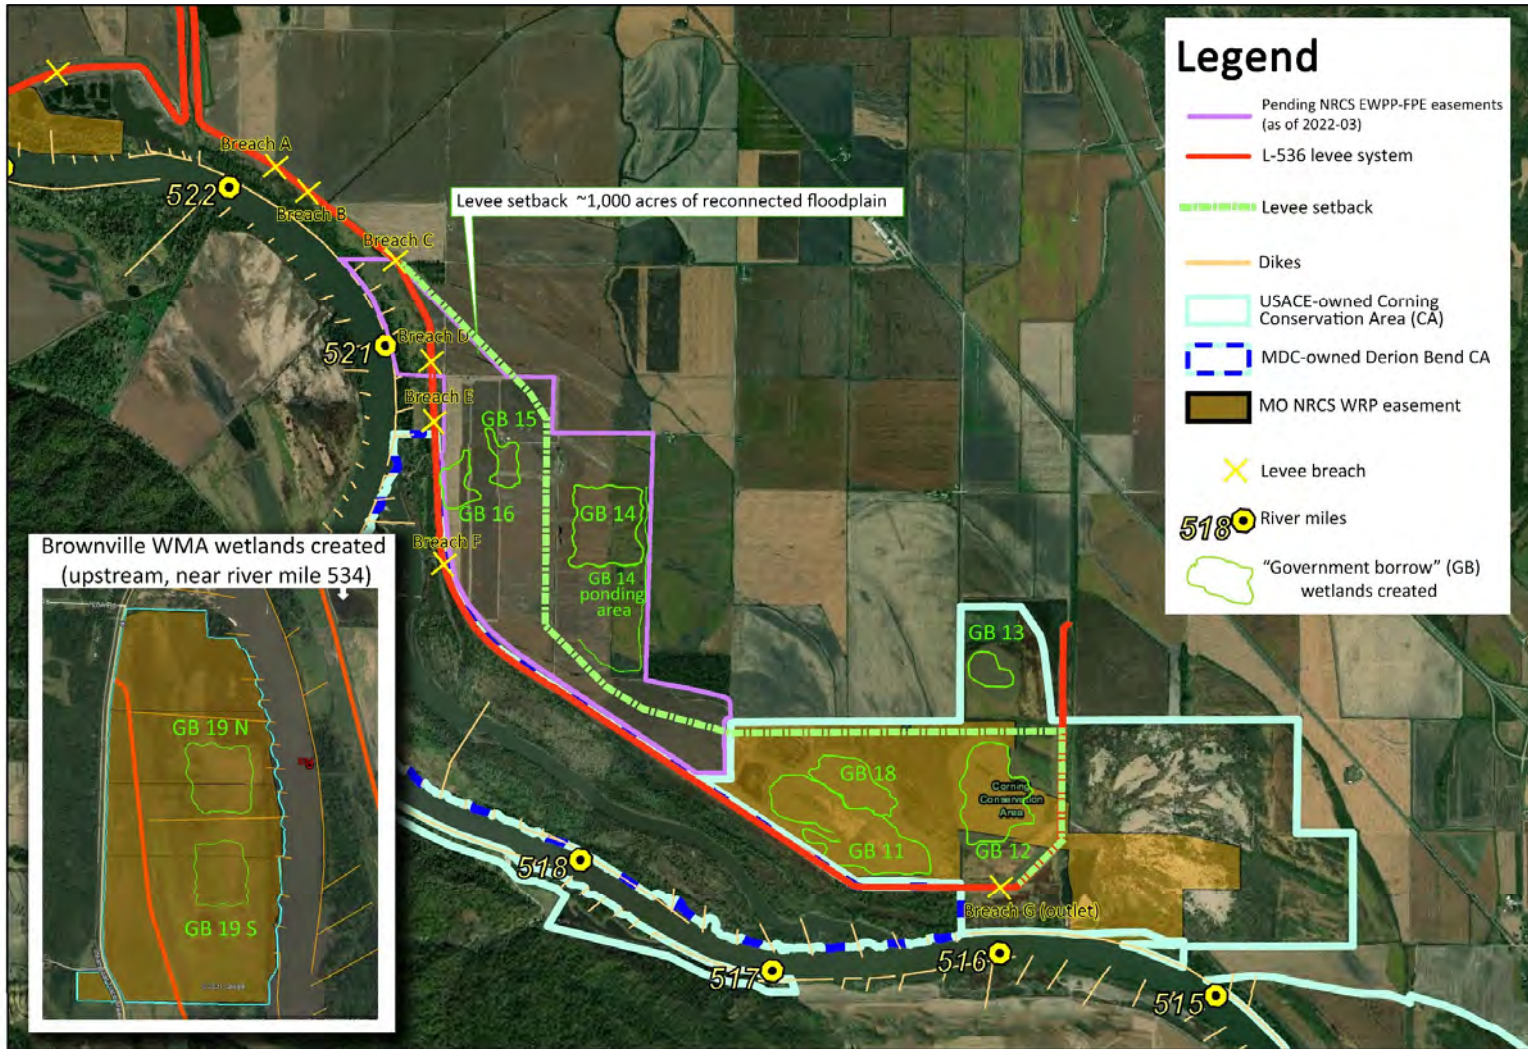 Legend
Pending NRCS EWPP-FPE easements
(as of 2022-03)
L-536 levee system
Levee setback
Dikes
USACE-owned Corning
Conservation Area (CA)
MDC-owned Derion Bend CA
MO NRCS WRP easement
Levee breach
518
River miles
“Government borrow” (GB)
wetlands created
Breach A
522
Breach B
Levee setback ~1,000 acres of reconnected floodplain
Breach C
Breach D
521
Breach E
GB 15
GB 16
GB 14
Breach F
GB 14
ponding
area
GB 13
GB 18
Corning
Conservation
Area
GB 11
GB 12
Breach G (outlet)
518
517
516
515
Brownville WMA wetlands created
(upstream, near river mile 534)
GB 19 N
GB 19 S